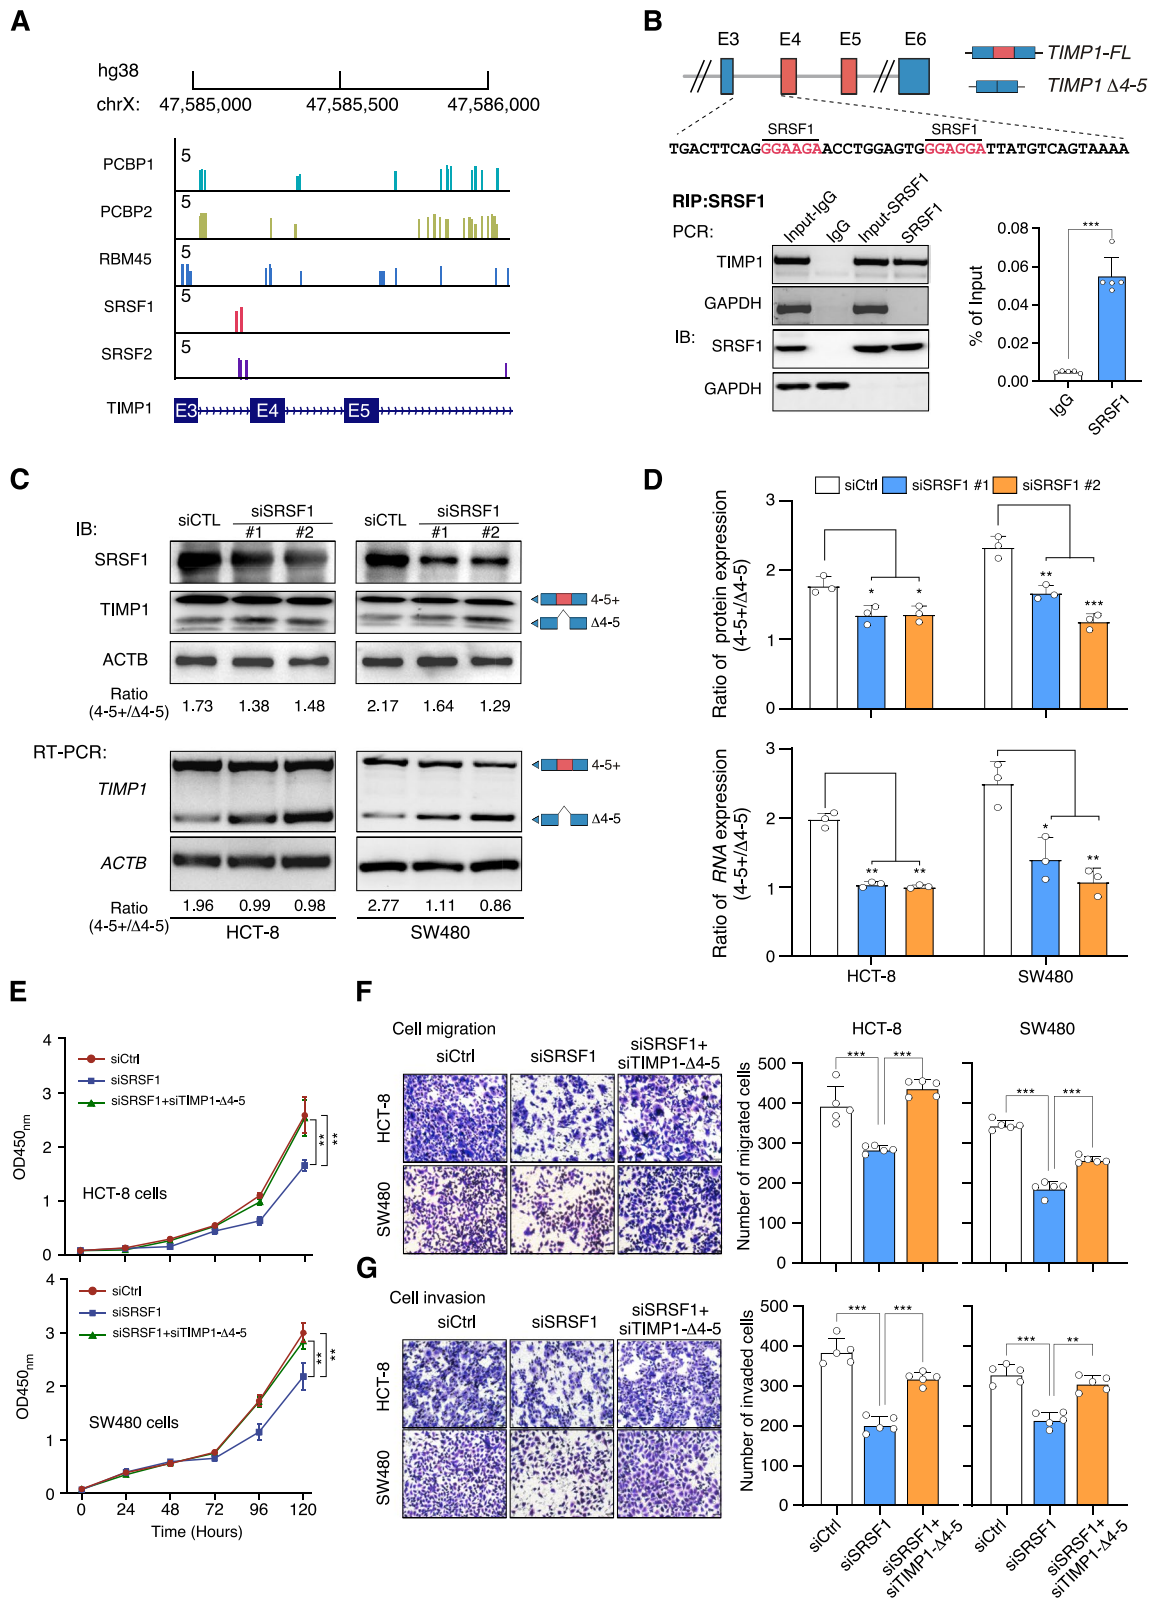 A
hg38
chrX: 47,585,000 47,585,500 47,586,000
PCBP1 5
PCBP2 5
RBM45 5
SRSF1 5
SRSF2 5
TIMP1 E3 E4 E5
B
E3 E4 E5 E6
TIMP1-FL
TIMP1 Δ4-5
SRSF1 SRSF1
TGACTTCAGGGAAGAACCTGGAGTGGGAGGATTATGTCAGTAAAA
RIP:SRSF1
PCR: Input-IgG IgG Input-SRSF1 SRSF1
TIMP1
GAPDH
IB: SRSF1
GAPDH
% of Input
0.08
0.06
0.04
0.02
0.00
***
IgG SRSF1
C
IB: siCTL siSRSF1 siCTL siSRSF1
#1 #2 #1 #2
SRSF1
TIMP1 4-5+
Δ4-5
ACTB
Ratio
(4-5+/Δ4-5) 1.73 1.38 1.48 2.17 1.64 1.29
RT-PCR:
TIMP1 4-5+
Δ4-5
ACTB
Ratio
(4-5+/Δ4-5) 1.96 0.99 0.98 2.77 1.11 0.86
HCT-8 SW480
D
siCtrl siSRSF1 #1 siSRSF1 #2
Ratio of protein expression
(4-5+/Δ4-5)
3
2
1
0
* * ** ***
Ratio of RNA expression
(4-5+/Δ4-5)
3
2
1
0
** ** * **
HCT-8 SW480
E
OD450nm
4
3
2
1
0
siCtrl
siSRSF1
siSRSF1+siTIMP1-Δ4-5
** **
HCT-8 cells
OD450nm
4
3
2
1
0
siCtrl
siSRSF1
siSRSF1+siTIMP1-Δ4-5
** **
SW480 cells
0 24 48 72 96 120
Time (Hours)
F
Cell migration
siCtrl siSRSF1 siSRSF1+
siTIMP1-Δ4-5
HCT-8
SW480
HCT-8 SW480
Number of migrated cells
500
400
300
200
100
0
*** *** *** ***
G
Cell invasion
siCtrl siSRSF1 siSRSF1+
siTIMP1-Δ4-5
HCT-8
SW480
Number of invaded cells
500
400
300
200
100
0
*** *** *** **
siCtrl siSRSF1 siSRSF1+
siTIMP1-Δ4-5
siCtrl siSRSF1 siSRSF1+
siTIMP1-Δ4-5